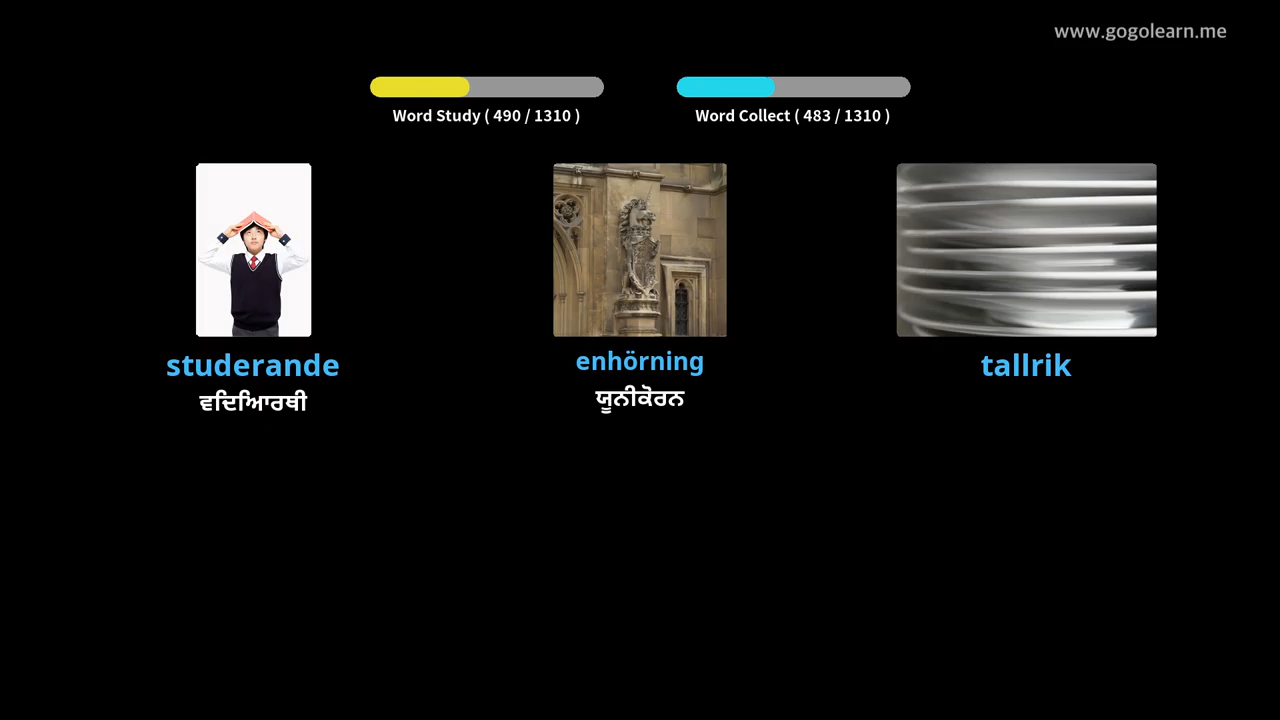 www.gogolearn.me
Word Study ( 490 / 1310 )
Word Collect ( 483 / 1310 )
studerande
ਵਦਿਆਿਰਥੀ
enhörning
ਯੂਨੀਕੋਰਨ
tallrik